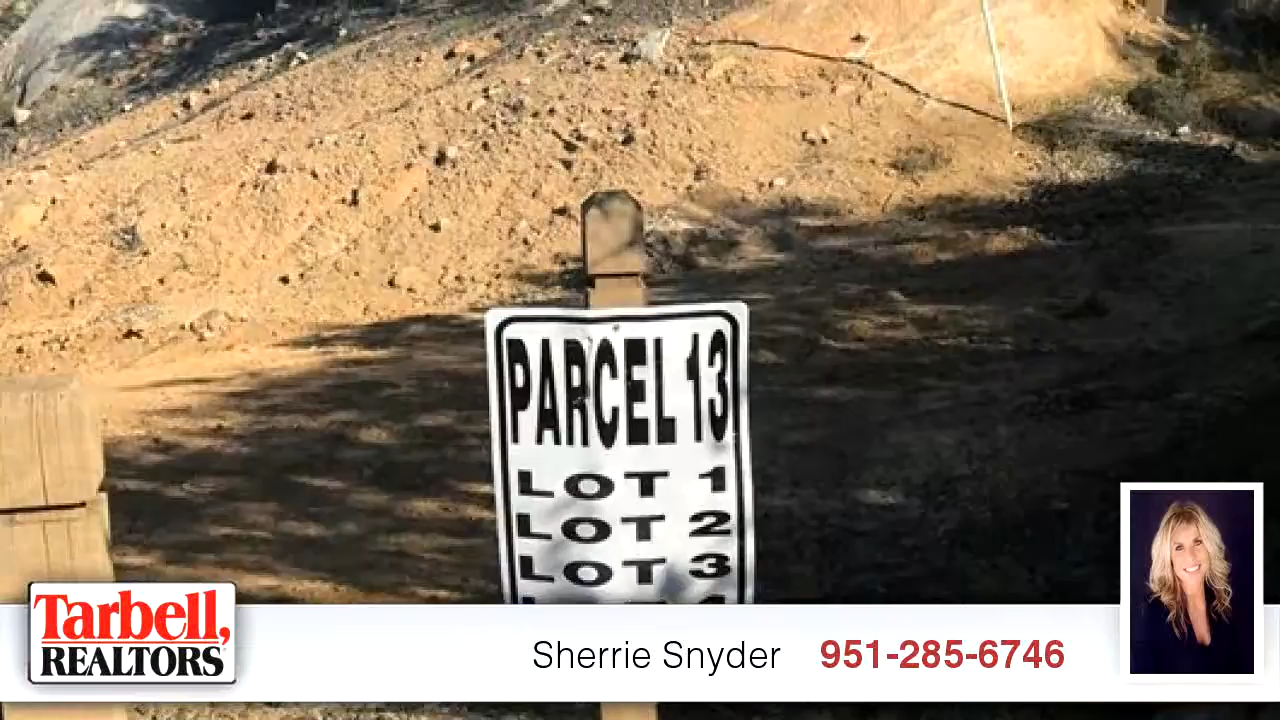 PARCEL 13
LOT 1
LOT 2
LOT 3
Tarbell,
REALTORS
Sherrie Snyder 951-285-6746